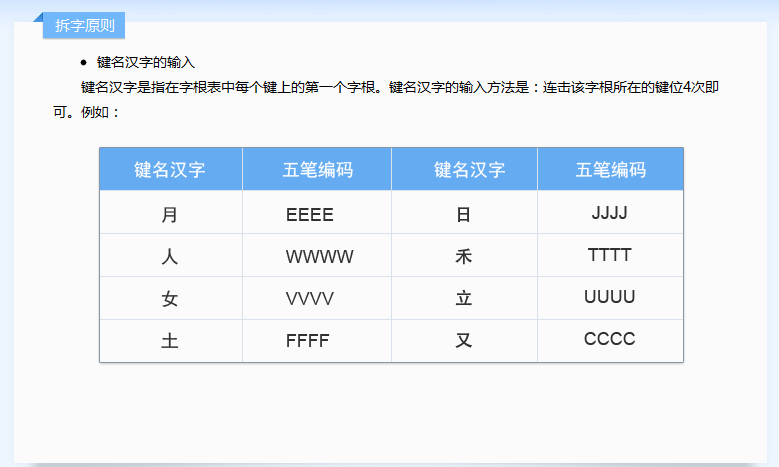 拆字原则
● 键名汉字的输入
键名汉字是指在字根表中每个键上的第一个字根。键名汉字的输入方法是：连击该字根所在的键位4次即
可。例如：
键名汉字 五笔编码 键名汉字 五笔编码
月 EEEE 日 JJJJ
人 WWWW 禾 TTTT
女 VVVV 立 UUUU
土 FFFF 又 CCCC